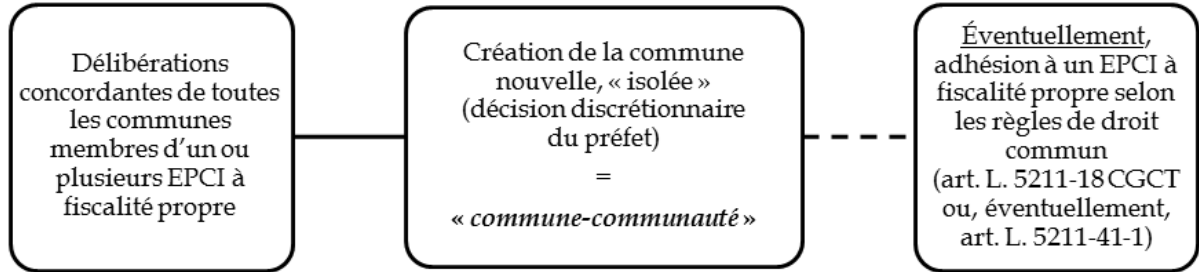 Délibérations
concordantes de toutes
les communes
membres d’un ou
plusieurs EPCI à
fiscalité propre
Création de la commune
nouvelle, « isolée »
(décision discrétionnaire
du préfet)
=
« commune-communauté »
Éventuellement,
adhésion à un EPCI à
fiscalité propre selon
les règles de droit
commun
(art. L. 5211-18 CGCT
ou, éventuellement,
art. L. 5211-41-1)